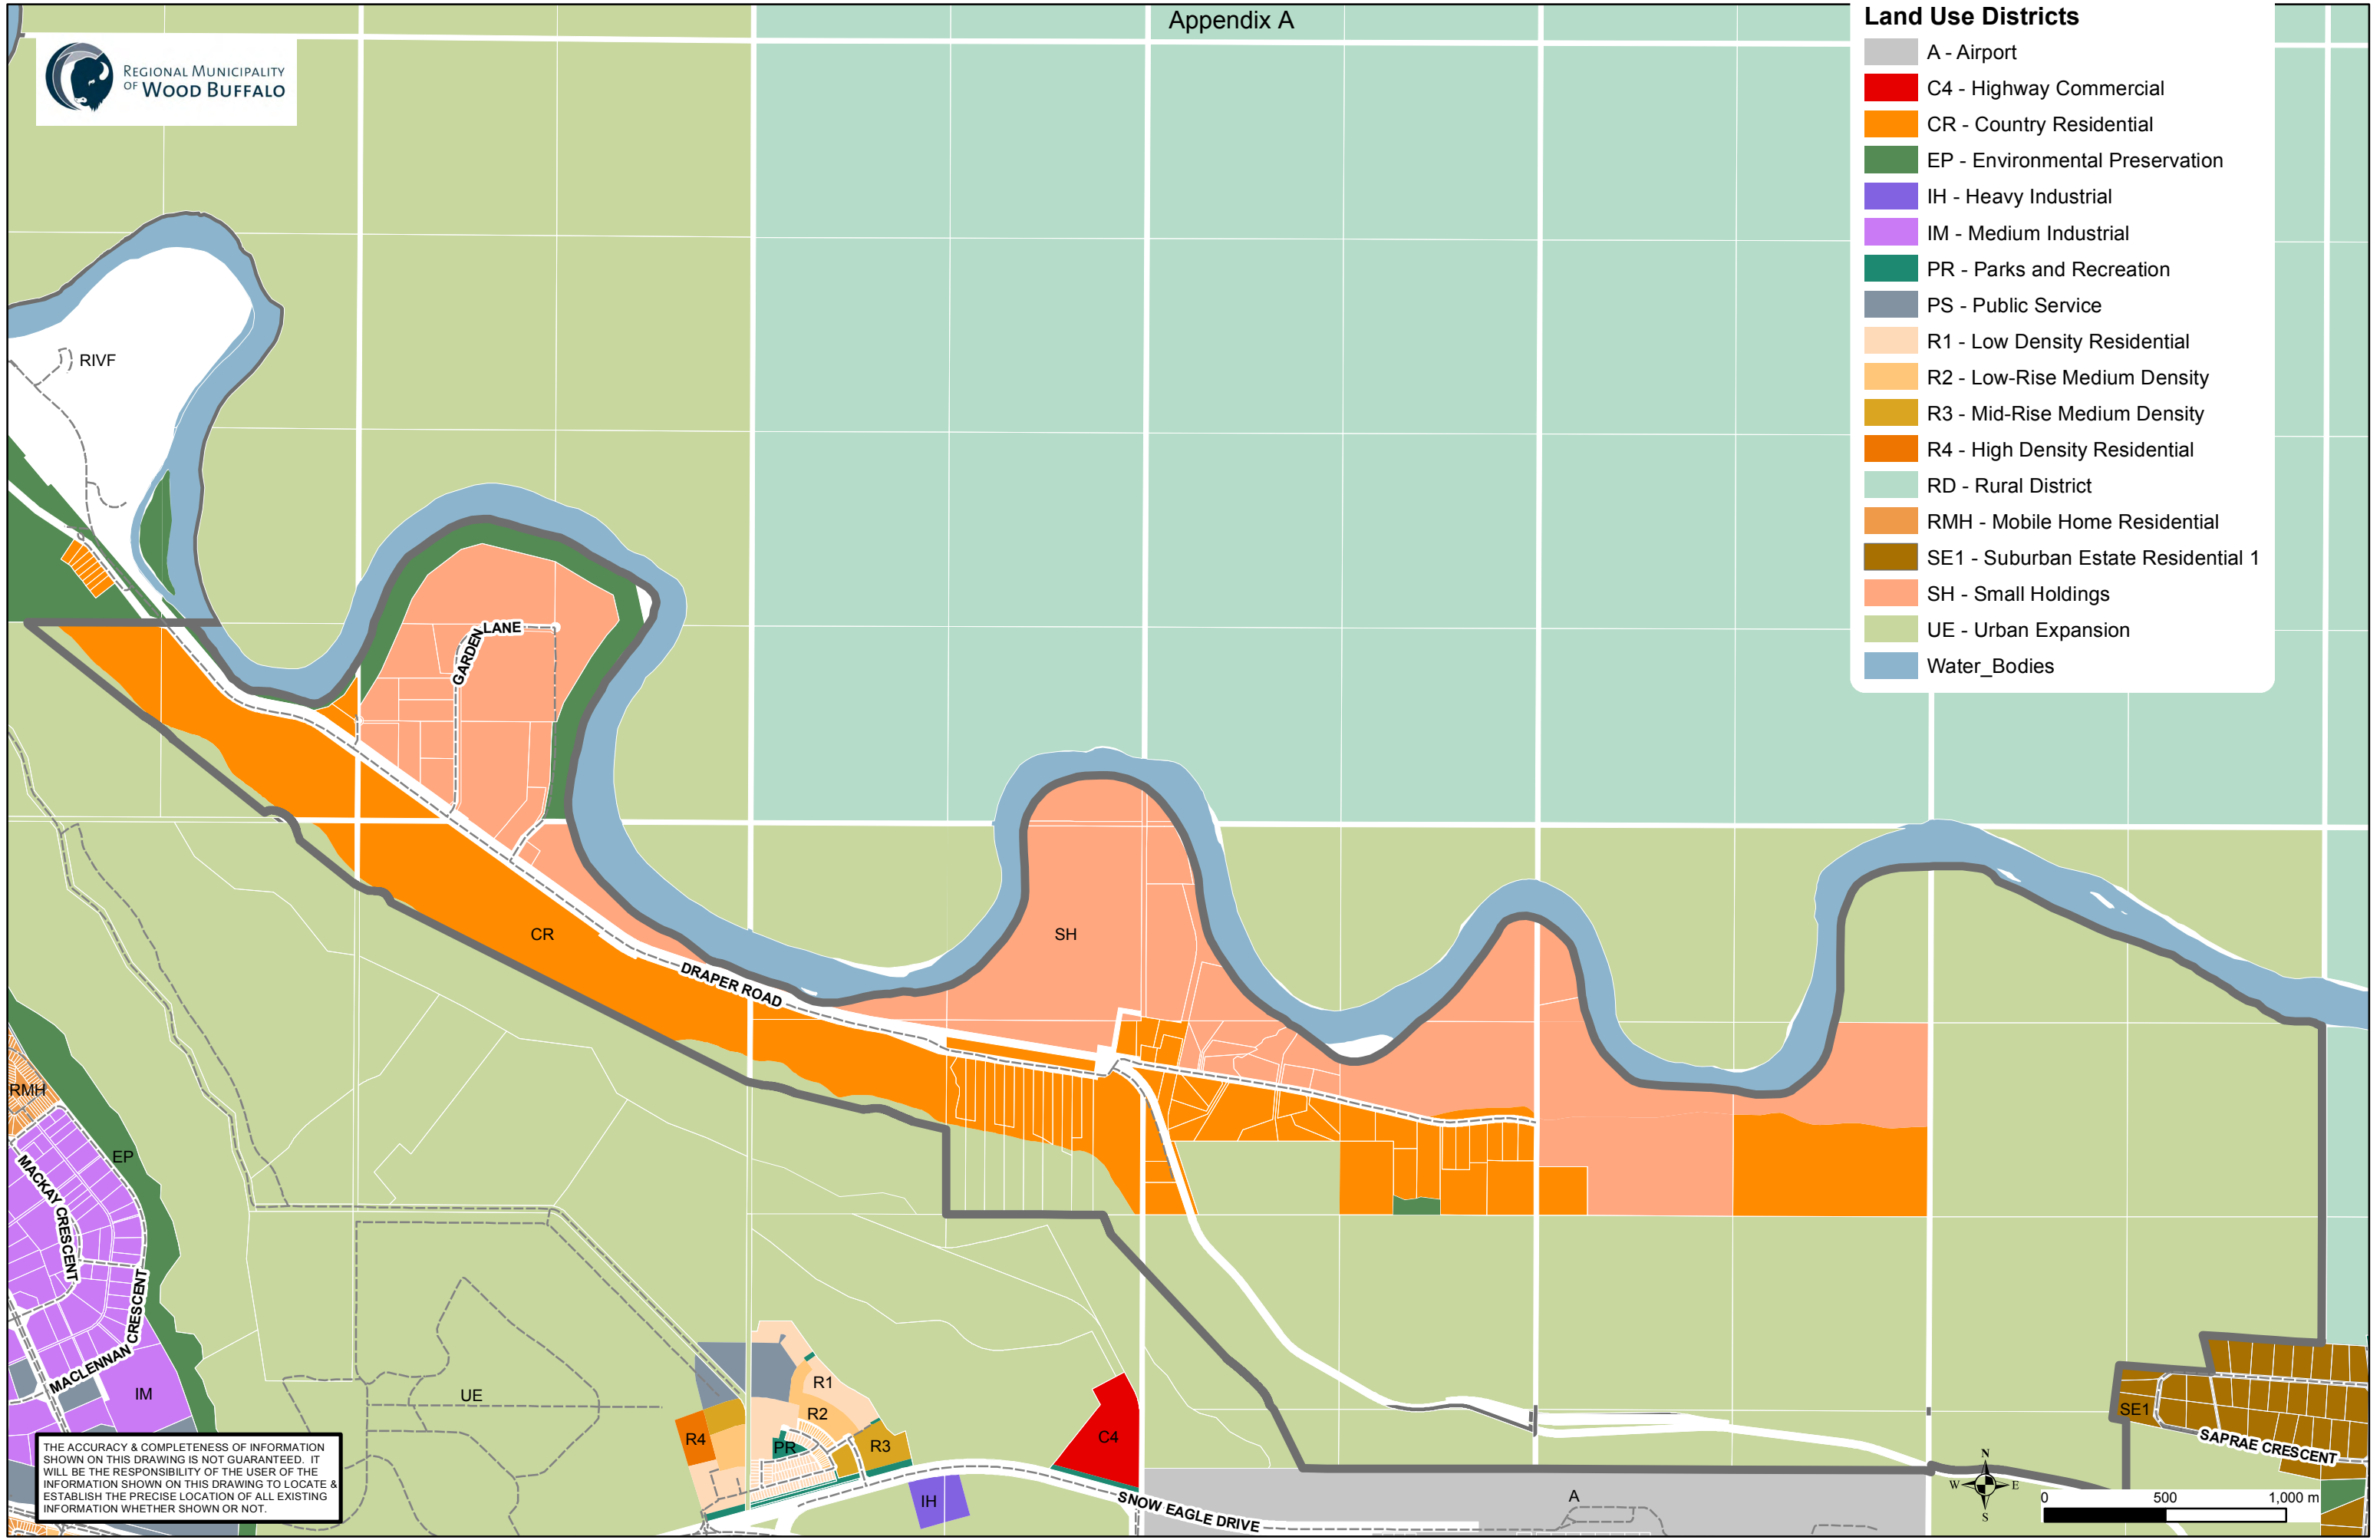 Appendix A
REGIONAL MUNICIPALITY
OF WOOD BUFFALO
Land Use Districts
A - Airport
C4 - Highway Commercial
CR - Country Residential
EP - Environmental Preservation
IH - Heavy Industrial
IM - Medium Industrial
PR - Parks and Recreation
PS - Public Service
R1 - Low Density Residential
R2 - Low-Rise Medium Density
R3 - Mid-Rise Medium Density
R4 - High Density Residential
RD - Rural District
RMH - Mobile Home Residential
SE1 - Suburban Estate Residential 1
SH - Small Holdings
UE - Urban Expansion
Water_Bodies
RIVF
GARDEN LANE
CR
SH
DRAPER ROAD
RMH
EP
MACKAY CRESCENT
MACLENNAN CRESCENT
IM
UE
R1
R2
R4
PR
R3
C4
IH
SNOW EAGLE DRIVE
A
SE1
SAPRAE CRESCENT
THE ACCURACY & COMPLETENESS OF INFORMATION
SHOWN ON THIS DRAWING IS NOT GUARANTEED. IT
WILL BE THE RESPONSIBILITY OF THE USER OF THE
INFORMATION SHOWN ON THIS DRAWING TO LOCATE &
ESTABLISH THE PRECISE LOCATION OF ALL EXISTING
INFORMATION WHETHER SHOWN OR NOT.
N
W E
S
0 500 1,000 m